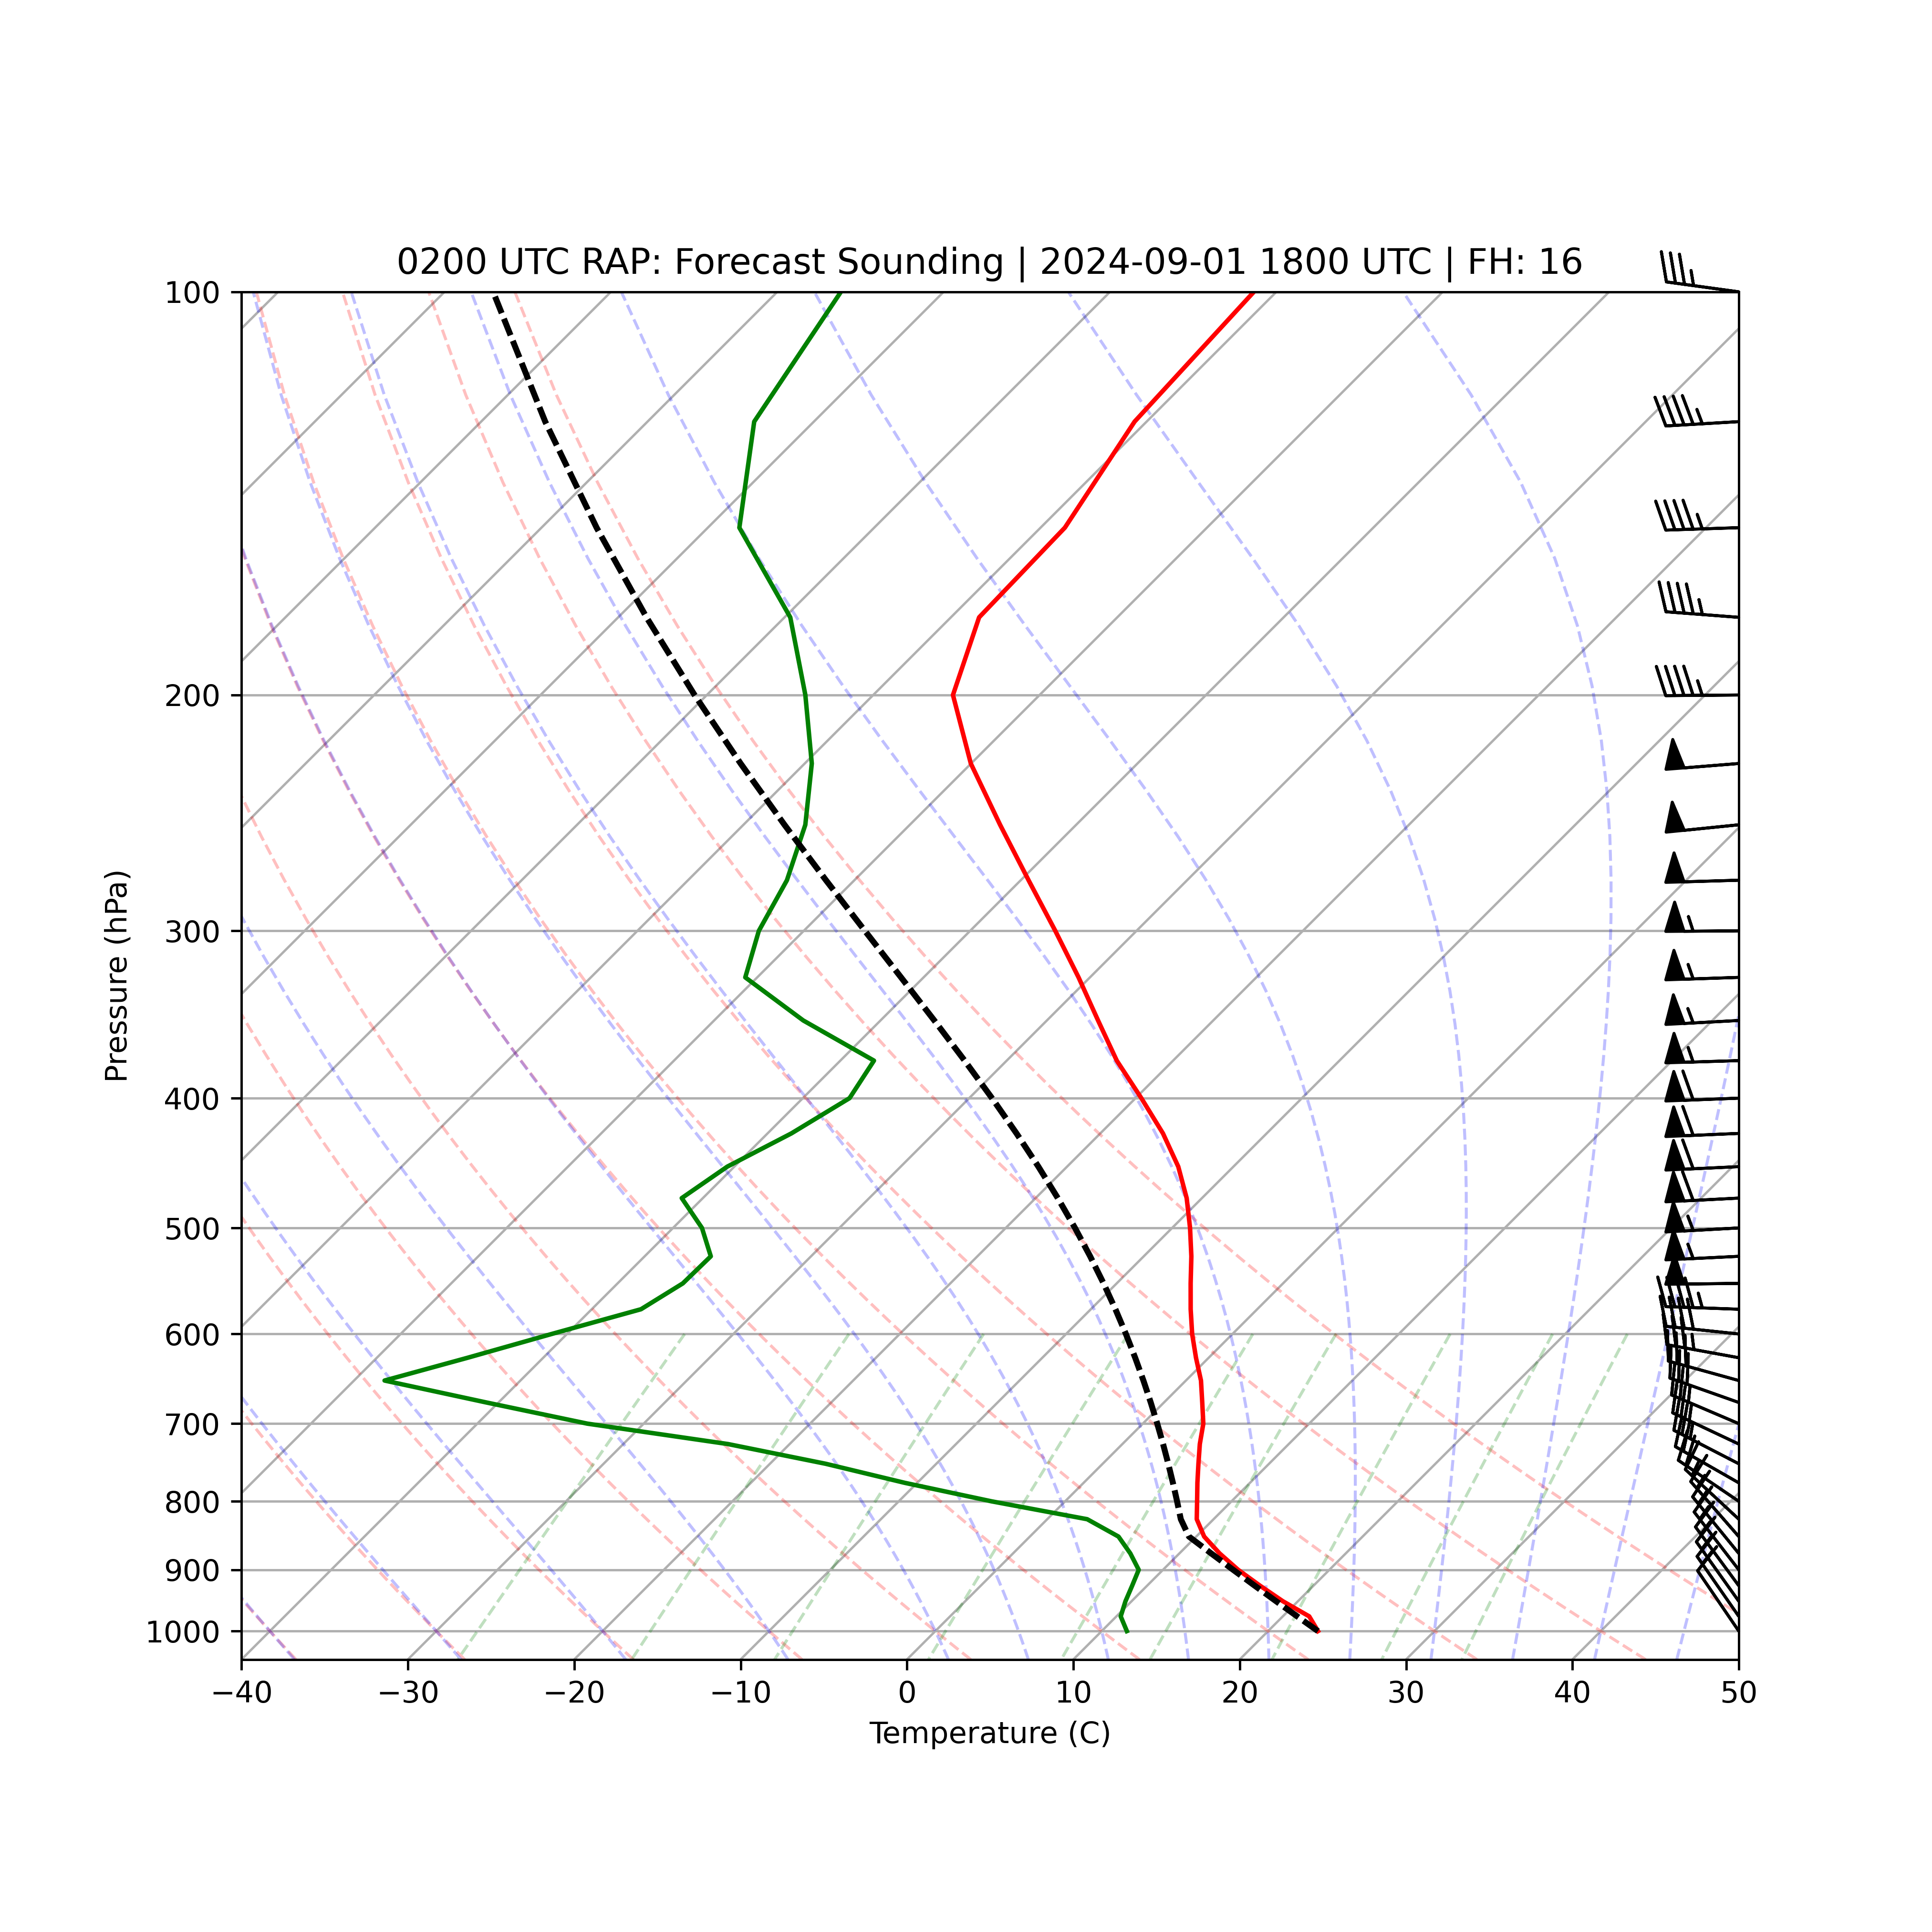 0200 UTC RAP: Forecast Sounding | 2024-09-01 1800 UTC | FH: 16
100
200
300
400
500
600
700
800
900
1000
Pressure (hPa)
−40 −30 −20 −10 0 10 20 30 40 50
Temperature (C)